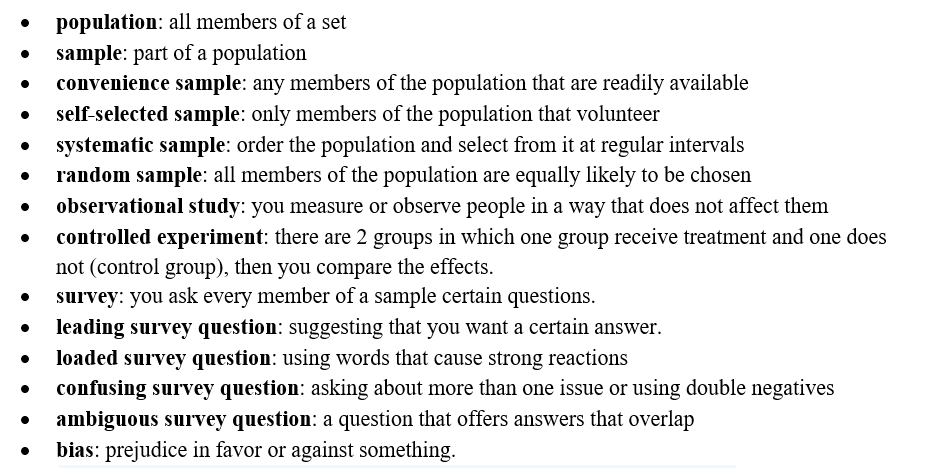 • population: all members of a set
• sample: part of a population
• convenience sample: any members of the population that are readily available
• self-selected sample: only members of the population that volunteer
• systematic sample: order the population and select from it at regular intervals
• random sample: all members of the population are equally likely to be chosen
• observational study: you measure or observe people in a way that does not affect them
• controlled experiment: there are 2 groups in which one group receive treatment and one does
not (control group), then you compare the effects.
• survey: you ask every member of a sample certain questions.
• leading survey question: suggesting that you want a certain answer.
• loaded survey question: using words that cause strong reactions
• confusing survey question: asking about more than one issue or using double negatives
• ambiguous survey question: a question that offers answers that overlap
• bias: prejudice in favor or against something.